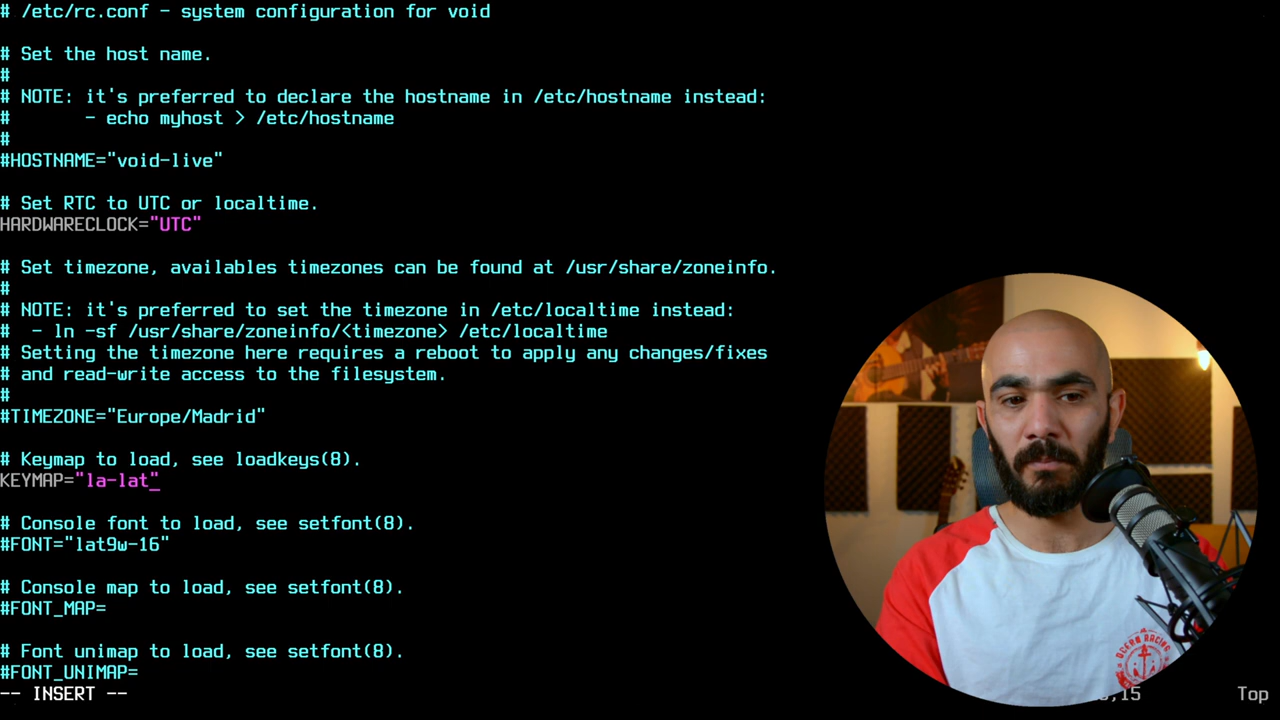 # /etc/rc.conf - system configuration for void
# Set the host name.
#
# NOTE: it's preferred to declare the hostname in /etc/hostname instead:
#       - echo myhost > /etc/hostname
#
#HOSTNAME="void-live"
# Set RTC to UTC or localtime.
HARDWARECLOCK="UTC"
# Set timezone, availables timezones can be found at /usr/share/zoneinfo.
#
# NOTE: it's preferred to set the timezone in /etc/localtime instead:
#  - ln -sf /usr/share/zoneinfo/<timezone> /etc/localtime
# Setting the timezone here requires a reboot to apply any changes/fixes
# and read-write access to the filesystem.
#
#TIMEZONE="Europe/Madrid"
# Keymap to load, see loadkeys(8).
KEYMAP="la-lat"
# Console font to load, see setfont(8).
#FONT="lat9w-16"
# Console map to load, see setfont(8).
#FONT_MAP=
# Font unimap to load, see setfont(8).
#FONT_UNIMAP=
-- INSERT --
,15
Top